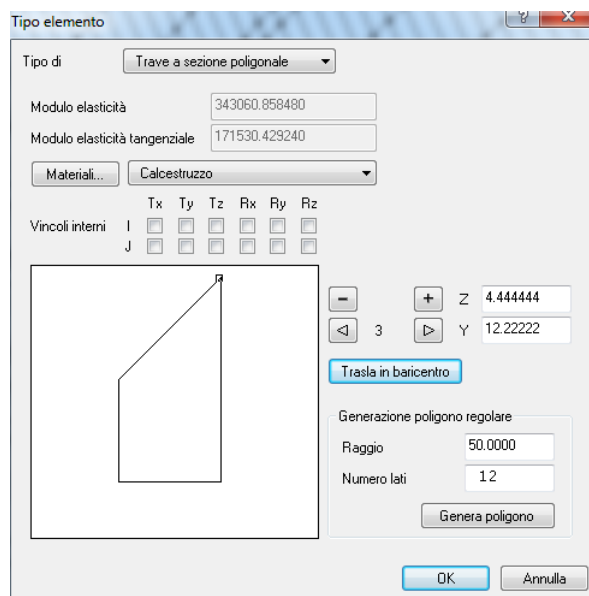 Tipo elemento
Tipo di Trave a sezione poligonale
Modulo elasticità 343060.858480
Modulo elasticità tangenziale 171530.429240
Materiali... Calcestruzzo
Tx Ty Tz Rx Ry Rz
Vincoli interni I
J
- + Z 4.444444
3 Y 12.22222
Trasla in baricentro
Generazione poligono regolare
Raggio 50.0000
Numero lati 12
Genera poligono
OK Annulla